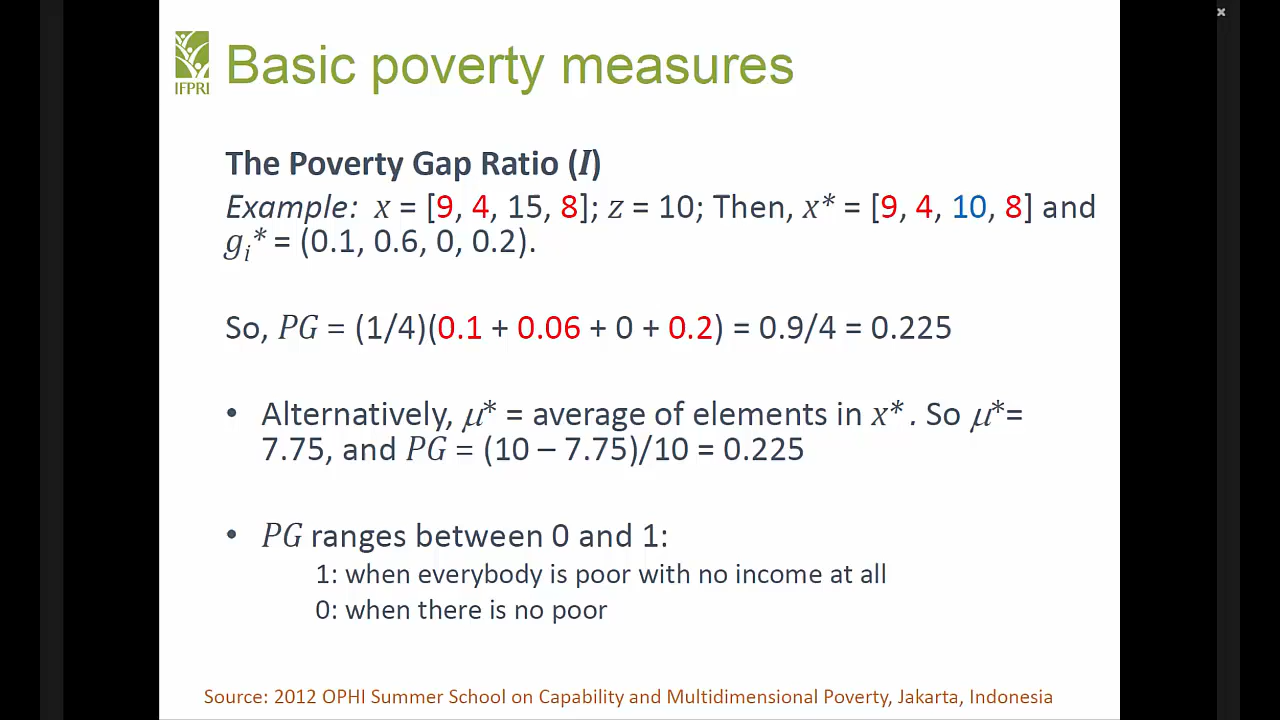 IFPRI
Basic poverty measures
The Poverty Gap Ratio (I)
Example: x = [9, 4, 15, 8]; z = 10; Then, x* = [9, 4, 10, 8] and
gi* = (0.1, 0.6, 0, 0.2).
So, PG = (1/4)(0.1 + 0.06 + 0 + 0.2) = 0.9/4 = 0.225
• Alternatively, μ* = average of elements in x* . So μ*=
7.75, and PG = (10 – 7.75)/10 = 0.225
• PG ranges between 0 and 1:
1: when everybody is poor with no income at all
0: when there is no poor
Source: 2012 OPHI Summer School on Capability and Multidimensional Poverty, Jakarta, Indonesia